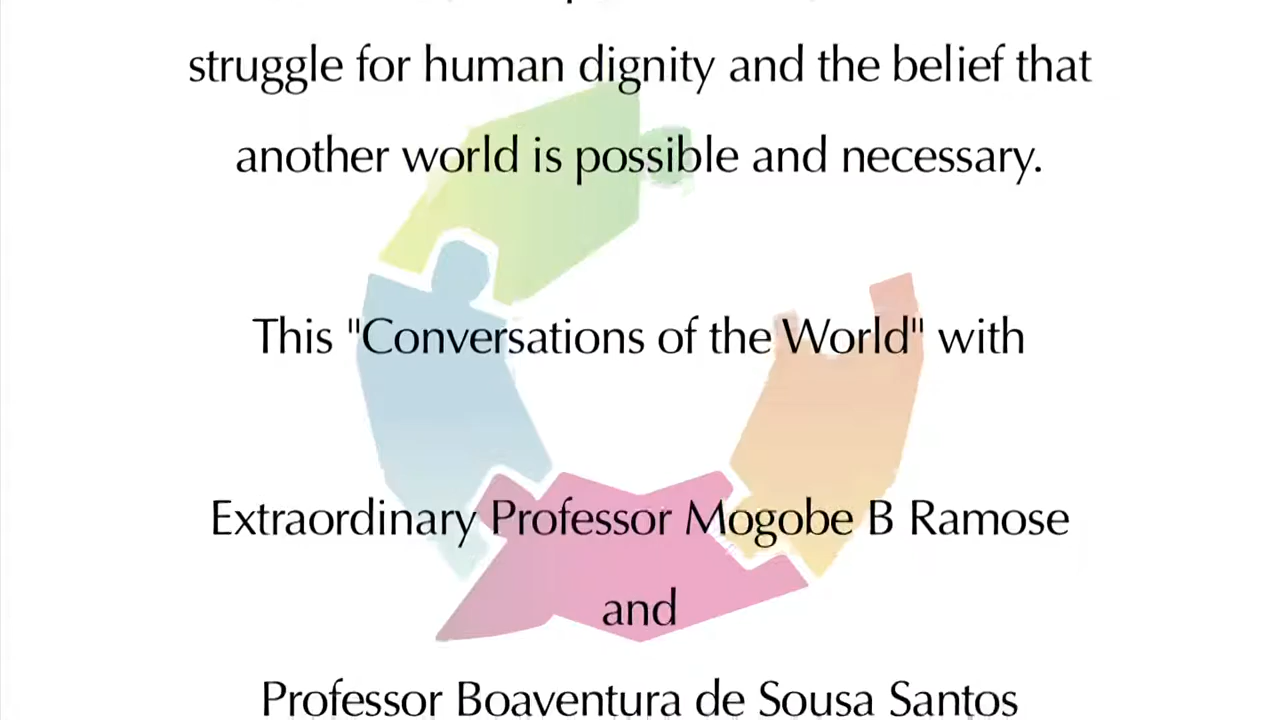 struggle for human dignity and the belief that
another world is possible and necessary.
This "Conversations of the World" with
Extraordinary Professor Mogobe B Ramose
and
Professor Boaventura de Sousa Santos